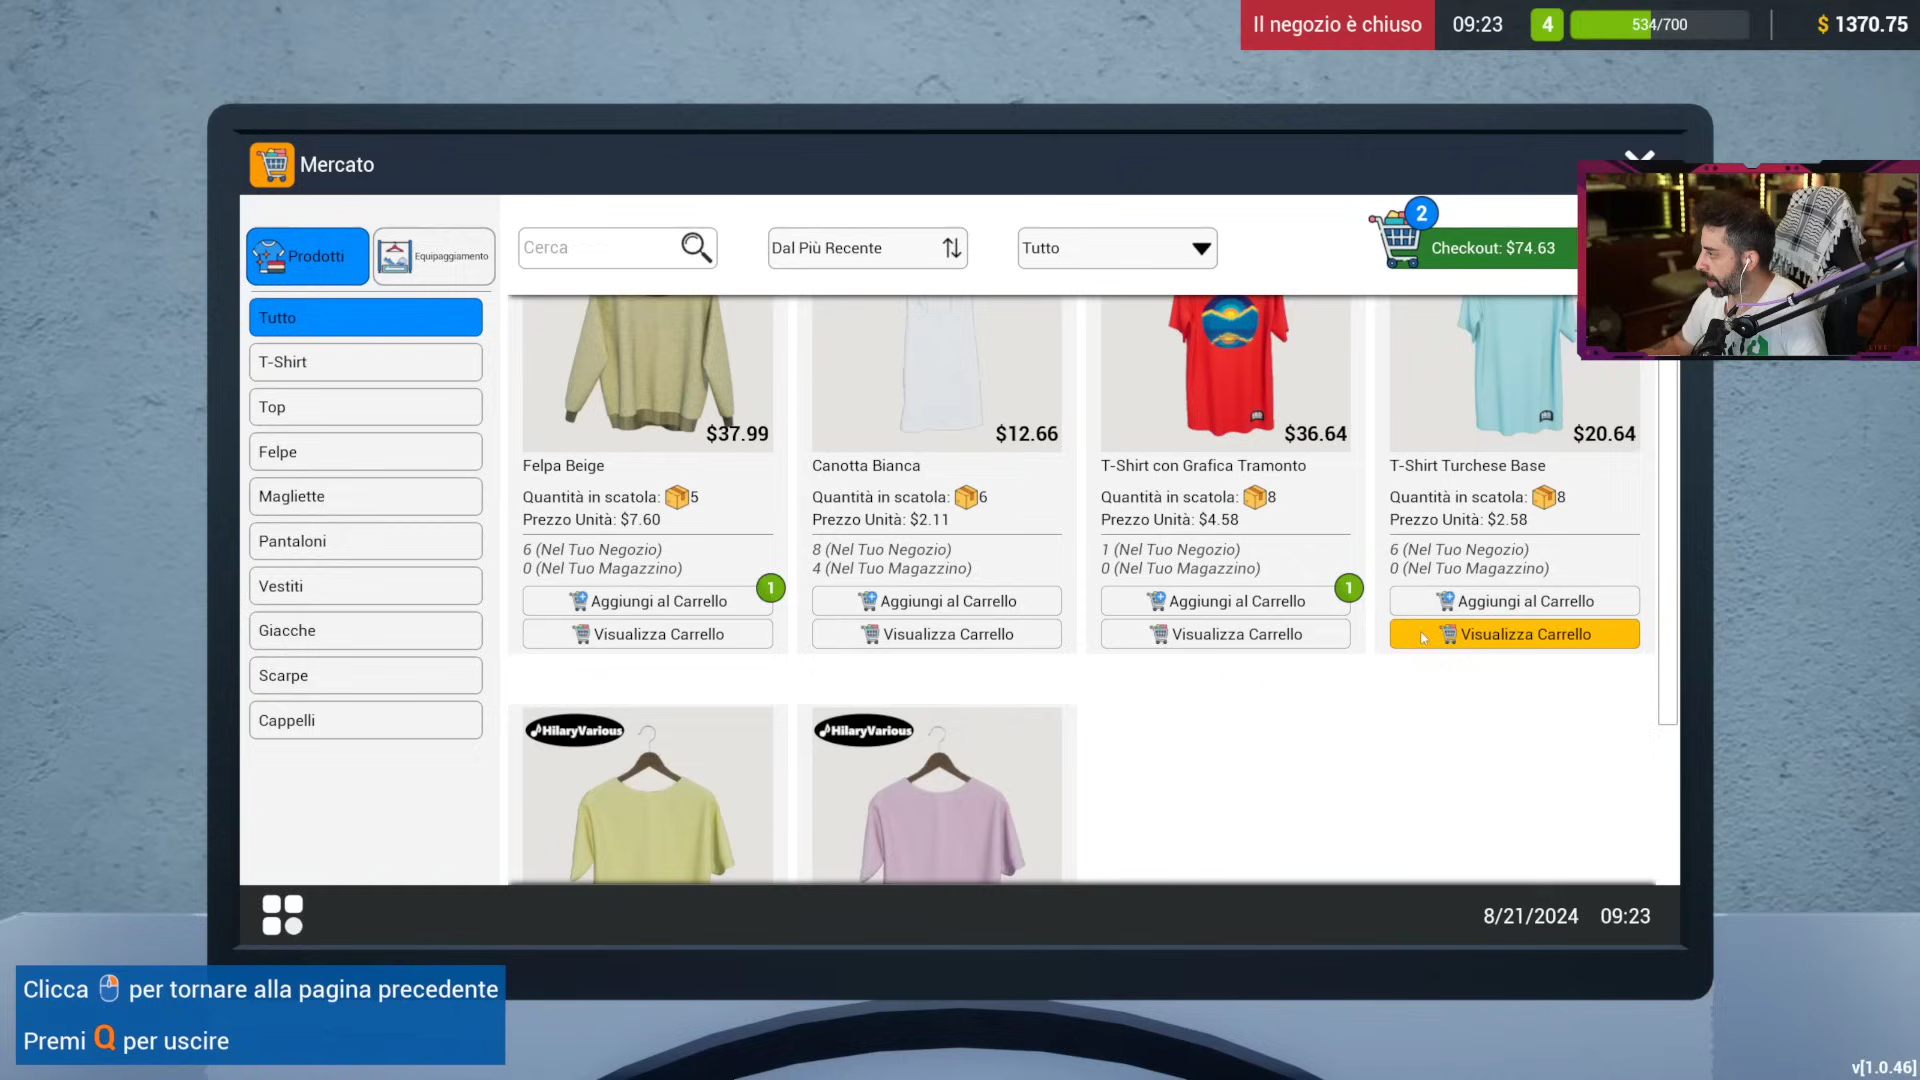 Il negozio è chiuso
09:23
4
534/700
$ 1370.75
Mercato
Prodotti
Equipaggiamento
Cerca
Dal Più Recente
Tutto
2
Checkout: $74.63
Tutto
T-Shirt
Top
Felpe
Magliette
Pantaloni
Vestiti
Giacche
Scarpe
Cappelli
$37.99
Felpa Beige
Quantità in scatola: 5
Prezzo Unità: $7.60
6 (Nel Tuo Negozio)
0 (Nel Tuo Magazzino)
1
Aggiungi al Carrello
Visualizza Carrello
$12.66
Canotta Bianca
Quantità in scatola: 6
Prezzo Unità: $2.11
8 (Nel Tuo Negozio)
4 (Nel Tuo Magazzino)
Aggiungi al Carrello
Visualizza Carrello
$36.64
T-Shirt con Grafica Tramonto
Quantità in scatola: 8
Prezzo Unità: $4.58
1 (Nel Tuo Negozio)
0 (Nel Tuo Magazzino)
1
Aggiungi al Carrello
Visualizza Carrello
$20.64
T-Shirt Turchese Base
Quantità in scatola: 8
Prezzo Unità: $2.58
6 (Nel Tuo Negozio)
0 (Nel Tuo Magazzino)
Aggiungi al Carrello
Visualizza Carrello
HilaryVarious
HilaryVarious
8/21/2024 09:23
Clicca per tornare alla pagina precedente
Premi Q per uscire
v[1.0.46]